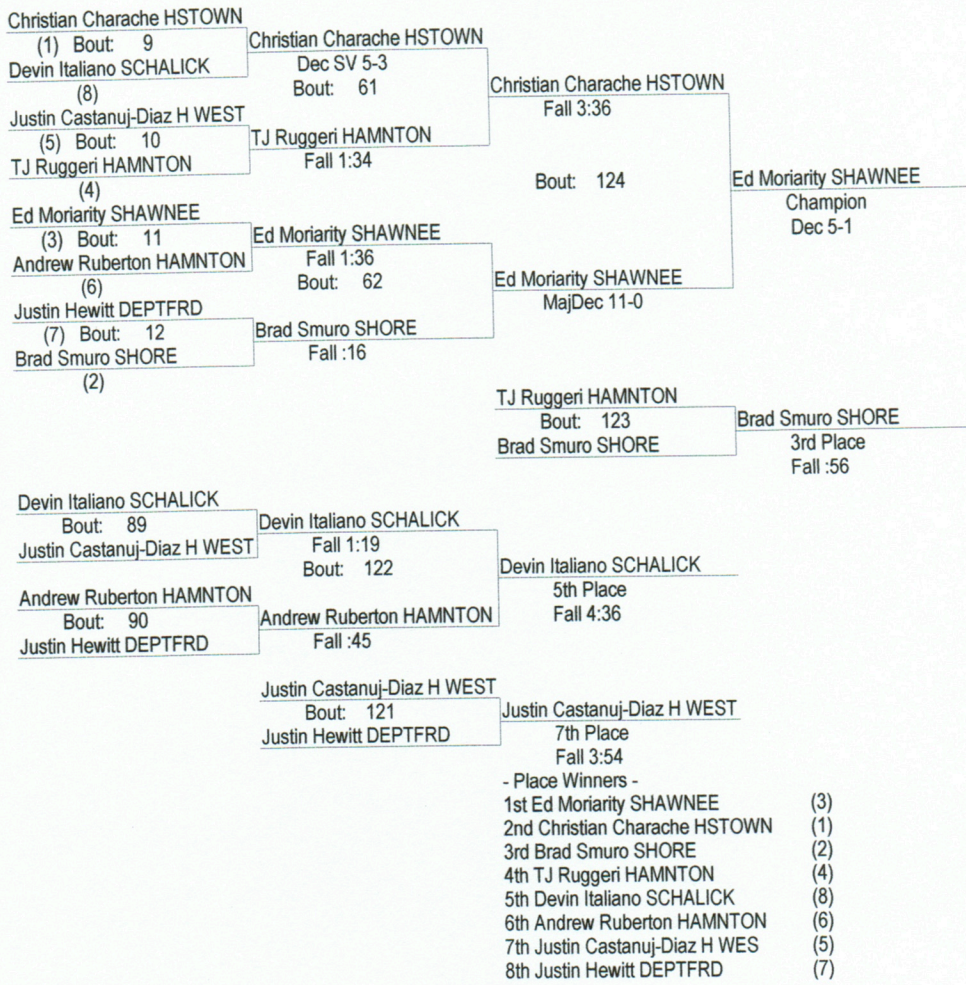 Christian Charache HSTOWN
(1) Bout: 9
Devin Italiano SCHALICK
(8)
Justin Castanuj-Diaz H WEST
(5) Bout: 10
TJ Ruggeri HAMNTON
(4)
Ed Moriarity SHAWNEE
(3) Bout: 11
Andrew Ruberton HAMNTON
(6)
Justin Hewitt DEPTFRD
(7) Bout: 12
Brad Smuro SHORE
(2)
Christian Charache HSTOWN
Dec SV 5-3
Bout: 61
TJ Ruggeri HAMNTON
Fall 1:34
Ed Moriarity SHAWNEE
Fall 1:36
Bout: 62
Brad Smuro SHORE
Fall :16
Christian Charache HSTOWN
Fall 3:36
Bout: 124
Ed Moriarity SHAWNEE
MajDec 11-0
Ed Moriarity SHAWNEE
Champion
Dec 5-1
TJ Ruggeri HAMNTON
Bout: 123
Brad Smuro SHORE
Brad Smuro SHORE
3rd Place
Fall :56
Devin Italiano SCHALICK
Bout: 89
Justin Castanuj-Diaz H WEST
Andrew Ruberton HAMNTON
Bout: 90
Justin Hewitt DEPTFRD
Devin Italiano SCHALICK
Fall 1:19
Bout: 122
Andrew Ruberton HAMNTON
Fall :45
Devin Italiano SCHALICK
5th Place
Fall 4:36
Justin Castanuj-Diaz H WEST
Bout: 121
Justin Hewitt DEPTFRD
Justin Castanuj-Diaz H WEST
7th Place
Fall 3:54
- Place Winners -
1st Ed Moriarity SHAWNEE (3)
2nd Christian Charache HSTOWN (1)
3rd Brad Smuro SHORE (2)
4th TJ Ruggeri HAMNTON (4)
5th Devin Italiano SCHALICK (8)
6th Andrew Ruberton HAMNTON (6)
7th Justin Castanuj-Diaz H WES (5)
8th Justin Hewitt DEPTFRD (7)